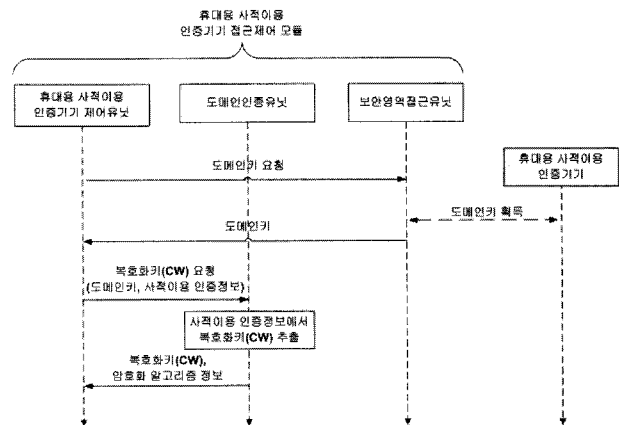 휴대용 사적이용
인증기기 접근제어 모듈
휴대용 사적이용
인증기기 제어유닛
도메인인증유닛
보안영역접근유닛
휴대용 사적이용
인증기기
도메인키 요청
도메인키 획득
도메인키
복호화키(CW) 요청
(도메인키, 사적이용 인증정보)
사적이용 인증정보에서
복호화키(CW) 추출
복호화키(CW),
암호화 알고리즘 정보